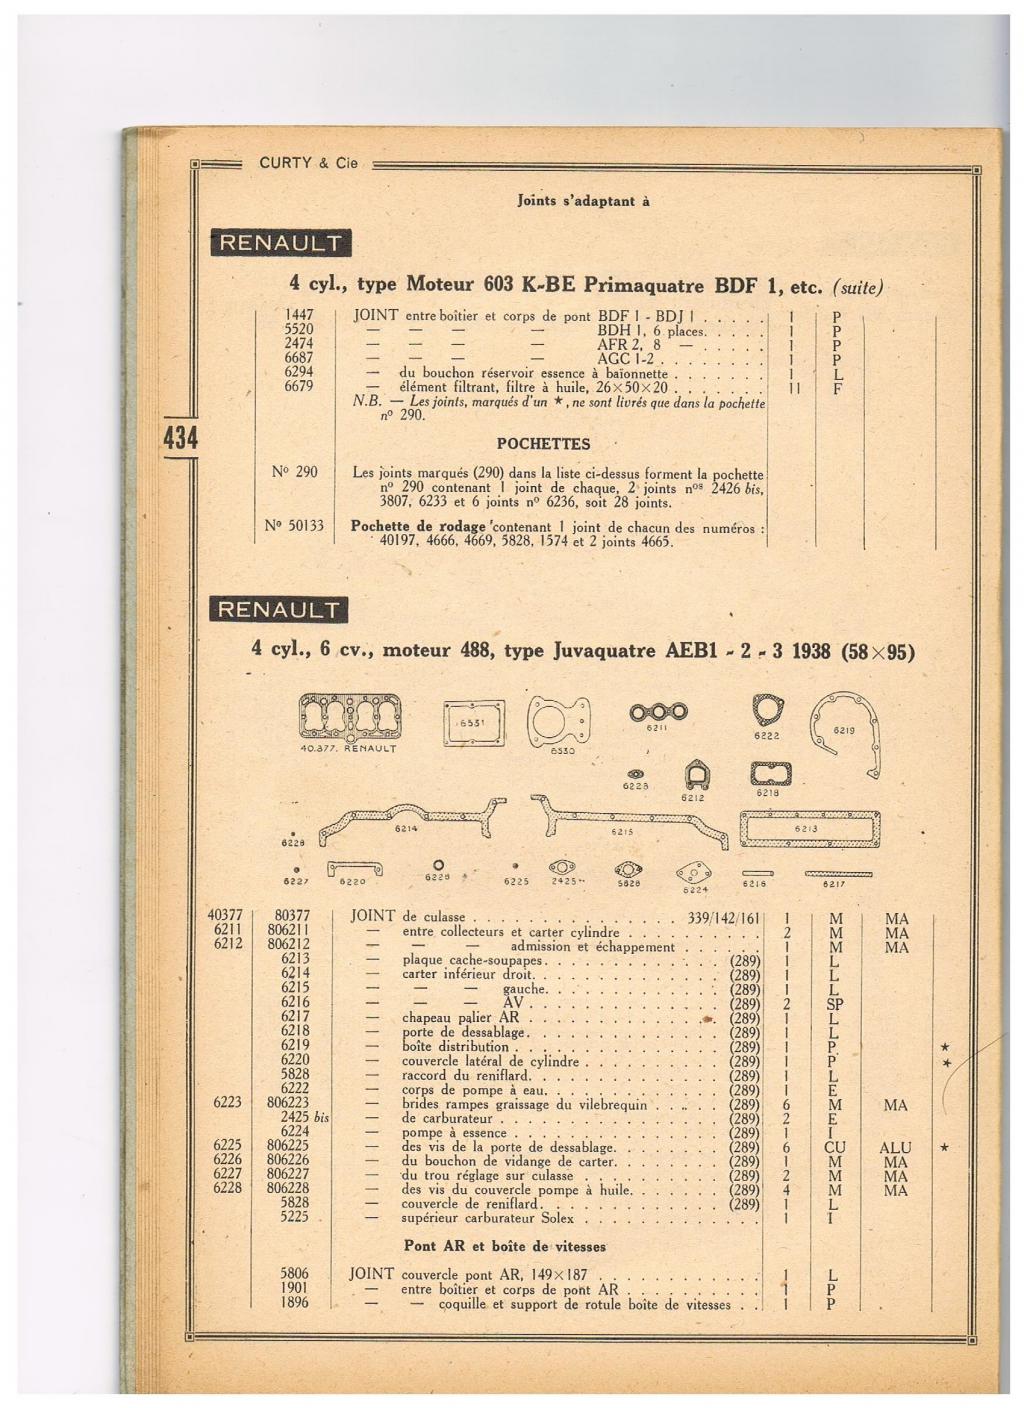 CURTY & Cie
Joints s'adaptant à
RENAULT
4 cyl., type Moteur 603 K-BE Primaquatre BDF 1, etc. (suite)
1447 JOINT entre boîtier et corps de pont BDF 1 - BDJ 1 . . . . . 1 P
5520 — — — — BDH 1, 6 places. . . . . 1 P
2474 — — — — AFR 2, 8 — . . . . . 1 P
6687 — — — — AGC 1-2 . . . . . . . . 1 P
6294 — du bouchon réservoir essence à baïonnette . . . . . . . 1 L
6679 — élément filtrant, filtre à huile, 26×50×20 . . . . . . . 11 F
N.B. — Les joints, marqués d'un ★, ne sont livrés que dans la pochette
nº 290.
434
POCHETTES
Nº 290 Les joints marqués (290) dans la liste ci-dessus forment la pochette
nº 290 contenant 1 joint de chaque, 2 joints nos 2426 bis,
3807, 6233 et 6 joints nº 6236, soit 28 joints.
Nº 50133 Pochette de rodage contenant 1 joint de chacun des numéros :
40197, 4666, 4669, 5828, 1574 et 2 joints 4665.
RENAULT
4 cyl., 6 cv., moteur 488, type Juvaquatre AEB1 - 2 - 3 1938 (58×95)
40.377. RENAULT 6531 6530 6211 6222 6219
6223 6212 6218
6214 6215 6213
6228
6227 6220 6226 6225 2425 5828 6224 6216 6217
40377 80377 JOINT de culasse . . . . . . . . . . . . . . . 339/142/161 1 M MA
6211 806211 — entre collecteurs et carter cylindre . . . . . . . . . . 2 M MA
6212 806212 — — — admission et échappement . . . . . . 1 M MA
6213 — plaque cache-soupapes. . . . . . . . . . . . . (289) 1 L
6214 — carter inférieur droit. . . . . . . . . . . . . . (289) 1 L
6215 — — — gauche. . . . . . . . . . . . . (289) 1 L
6216 — — — AV . . . . . . . . . . . . . . (289) 2 SP
6217 — chapeau palier AR . . . . . . . . . . . . . . (289) 1 L
6218 — porte de dessablage. . . . . . . . . . . . . . (289) 1 L
6219 — boîte distribution . . . . . . . . . . . . . . . (289) 1 P ★
6220 — couvercle latéral de cylindre . . . . . . . . . . (289) 1 P ★
5828 — raccord du reniflard. . . . . . . . . . . . . . (289) 1 L
6222 — corps de pompe à eau. . . . . . . . . . . . . (289) 1 E
6223 806223 — brides rampes graissage du vilebrequin . . . . . (289) 6 M MA
2425 bis — de carburateur . . . . . . . . . . . . . . . . (289) 2 E
6224 — pompe à essence . . . . . . . . . . . . . . . (289) 1 I
6225 806225 — des vis de la porte de dessablage. . . . . . . . (289) 6 CU ALU ★
6226 806226 — du bouchon de vidange de carter. . . . . . . . (289) 1 M MA
6227 806227 — du trou réglage sur culasse . . . . . . . . . . (289) 2 M MA
6228 806228 — des vis du couvercle pompe à huile. . . . . . . (289) 4 M MA
5828 — couvercle de reniflard. . . . . . . . . . . . . (289) 1 L
5225 — supérieur carburateur Solex . . . . . . . . . . . . . 1 I
Pont AR et boîte de vitesses
5806 JOINT couvercle pont AR, 149×187 . . . . . . . . . . . . 1 L
1901 — entre boîtier et corps de pont AR . . . . . . . . . . 1 P
1896 — — coquille et support de rotule boîte de vitesses . . 1 P